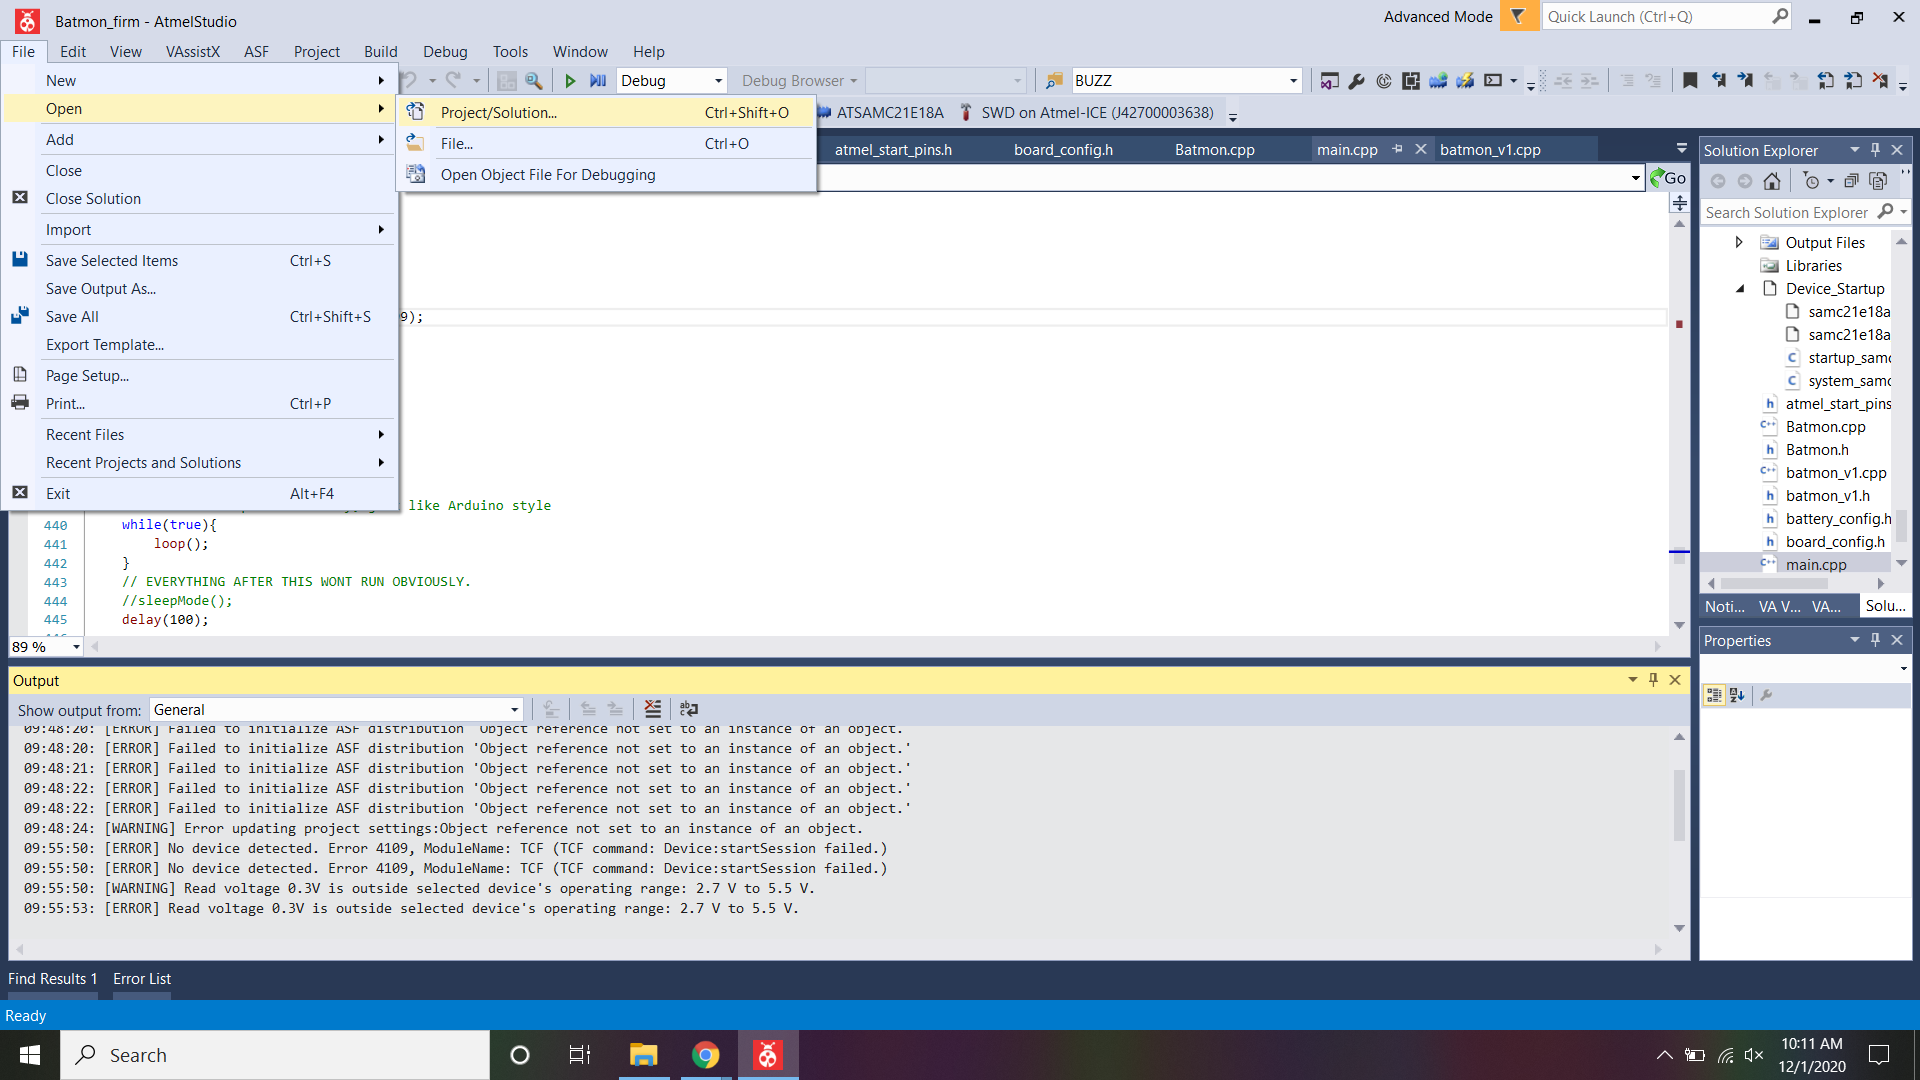 Batmon_firm - AtmelStudio
Advanced Mode
Quick Launch (Ctrl+Q)
File Edit View VAssistX ASF Project Build Debug Tools Window Help
Debug
Debug Browser
BUZZ
ATSAMC21E18A
SWD on Atmel-ICE (J42700003638)
New
Open
Add
Close
Close Solution
Import
Save Selected Items Ctrl+S
Save Output As...
Save All Ctrl+Shift+S
Export Template...
Page Setup...
Print... Ctrl+P
Recent Files
Recent Projects and Solutions
Exit Alt+F4
Project/Solution... Ctrl+Shift+O
File... Ctrl+O
Open Object File For Debugging
atmel_start_pins.h board_config.h Batmon.cpp main.cpp batmon_v1.cpp
Go
9);
like Arduino style
440 while(true){
441 loop();
442 }
443 // EVERYTHING AFTER THIS WONT RUN OBVIOUSLY.
444 //sleepMode();
445 delay(100);
89 %
Solution Explorer
Search Solution Explorer
Output Files
Libraries
Device_Startup
samc21e18a
samc21e18a
startup_samc
system_samc
atmel_start_pins
Batmon.cpp
Batmon.h
batmon_v1.cpp
batmon_v1.h
battery_config.h
board_config.h
main.cpp
Noti... VA V... VA... Solu...
Properties
Output
Show output from: General
09:48:20: [ERROR] Failed to initialize ASF distribution 'Object reference not set to an instance of an object.'
09:48:20: [ERROR] Failed to initialize ASF distribution 'Object reference not set to an instance of an object.'
09:48:21: [ERROR] Failed to initialize ASF distribution 'Object reference not set to an instance of an object.'
09:48:22: [ERROR] Failed to initialize ASF distribution 'Object reference not set to an instance of an object.'
09:48:22: [ERROR] Failed to initialize ASF distribution 'Object reference not set to an instance of an object.'
09:48:24: [WARNING] Error updating project settings:Object reference not set to an instance of an object.
09:55:50: [ERROR] No device detected. Error 4109, ModuleName: TCF (TCF command: Device:startSession failed.)
09:55:50: [ERROR] No device detected. Error 4109, ModuleName: TCF (TCF command: Device:startSession failed.)
09:55:50: [WARNING] Read voltage 0.3V is outside selected device's operating range: 2.7 V to 5.5 V.
09:55:53: [ERROR] Read voltage 0.3V is outside selected device's operating range: 2.7 V to 5.5 V.
Find Results 1 Error List
Ready
Search
10:11 AM
12/1/2020